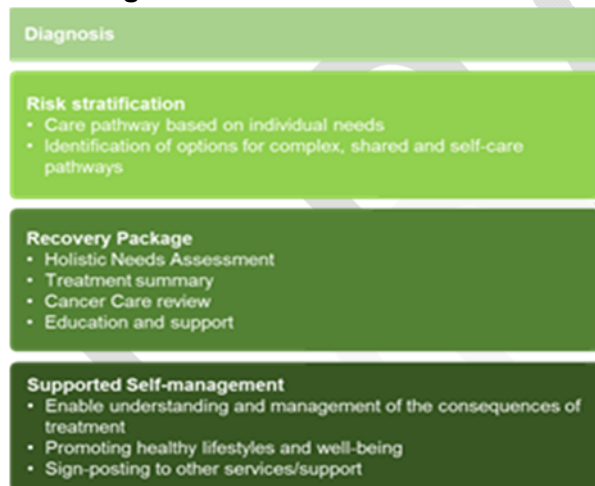 Diagnosis
Risk stratification
• Care pathway based on individual needs
• Identification of options for complex, shared and self-care
pathways
Recovery Package
• Holistic Needs Assessment
• Treatment summary
• Cancer Care review
• Education and support
Supported Self-management
• Enable understanding and management of the consequences of
treatment
• Promoting healthy lifestyles and well-being
• Sign-posting to other services/support